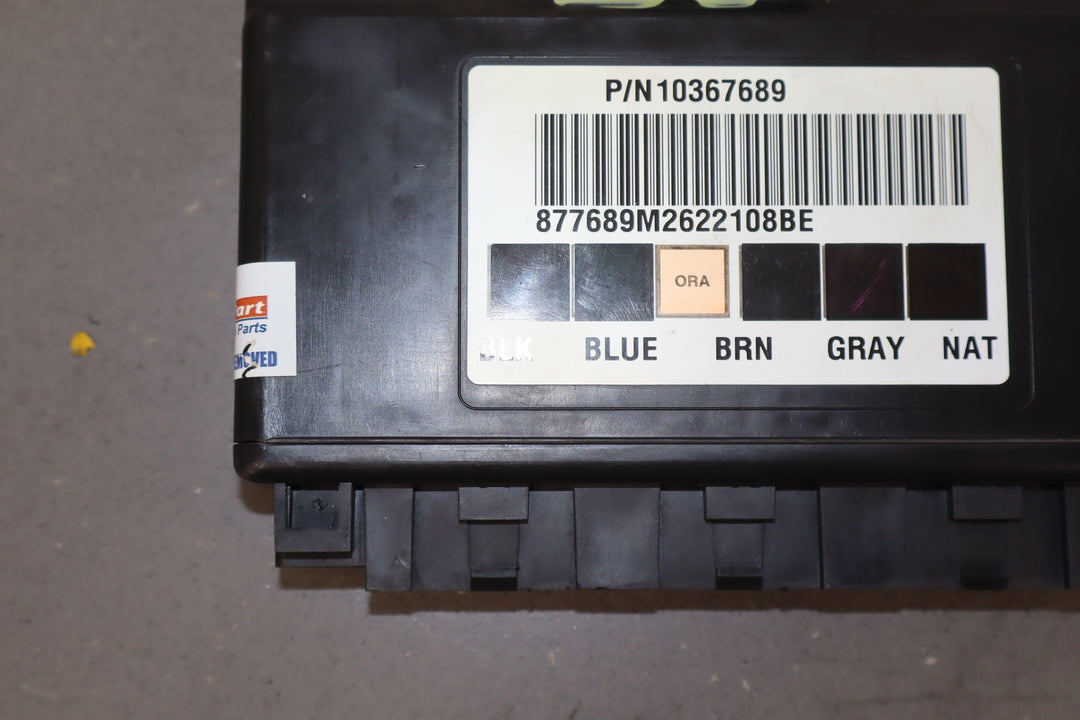 P/N10367689
877689M2622108BE
ORA
BLK BLUE BRN GRAY NAT
art
Parts